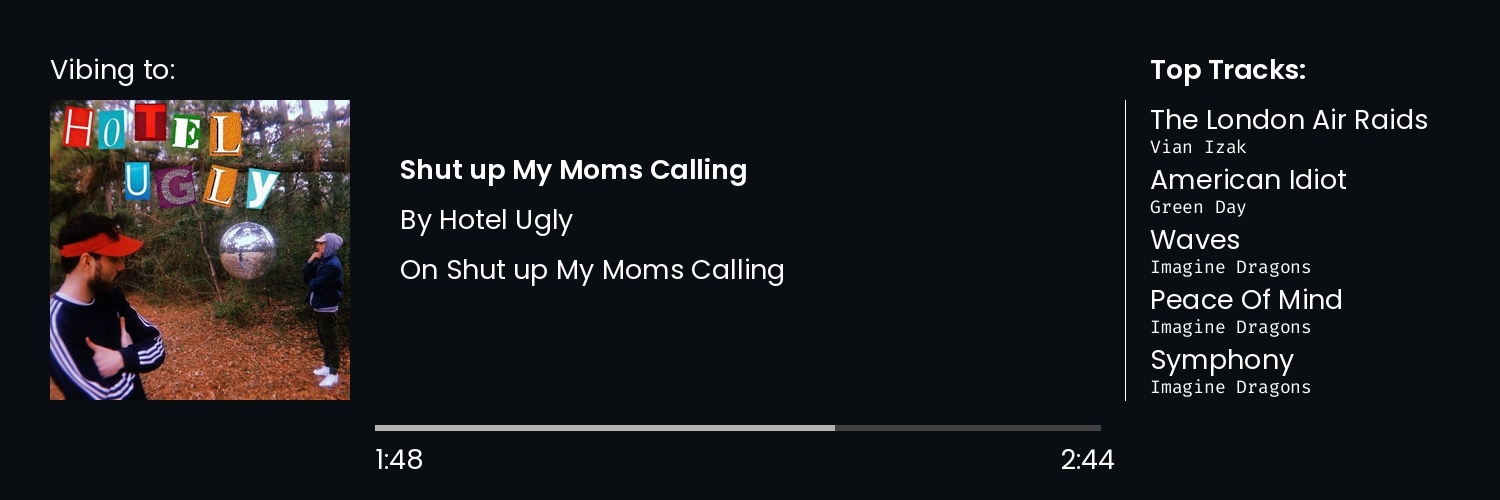 Vibing to:
HOTEL
UGLy
Shut up My Moms Calling
By Hotel Ugly
On Shut up My Moms Calling
1:48
2:44
Top Tracks:
The London Air Raids
Vian Izak
American Idiot
Green Day
Waves
Imagine Dragons
Peace Of Mind
Imagine Dragons
Symphony
Imagine Dragons